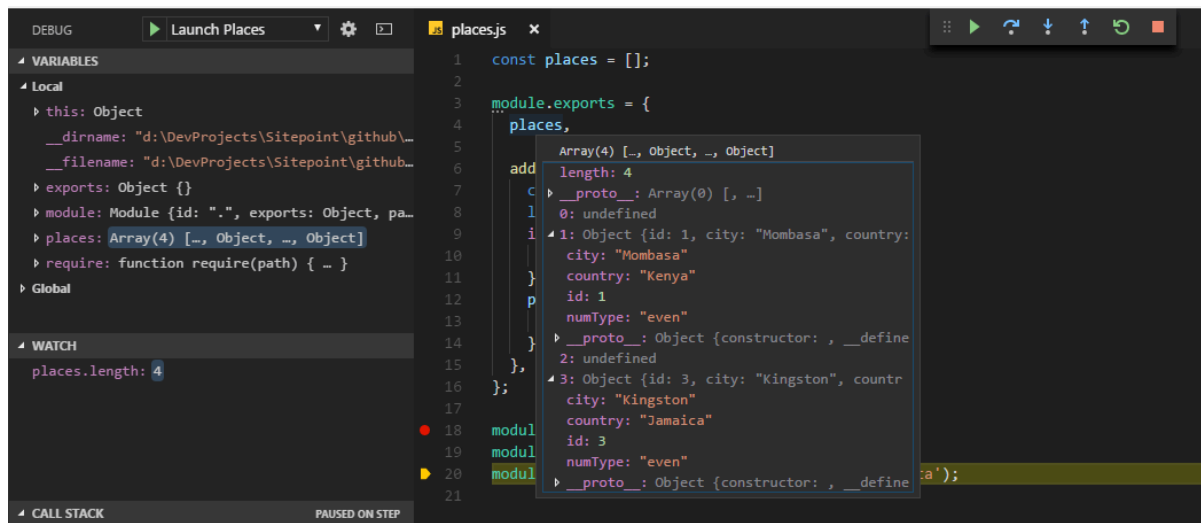 DEBUG
Launch Places
VARIABLES
Local
this: Object
__dirname: "d:\DevProjects\Sitepoint\github\…
__filename: "d:\DevProjects\Sitepoint\github…
exports: Object {}
module: Module {id: ".", exports: Object, pa…
places: Array(4) […, Object, …, Object]
require: function require(path) { … }
Global
WATCH
places.length: 4
CALL STACK
PAUSED ON STEP
JS places.js
1 const places = [];
2
3 module.exports = {
4 places,
5
6 add
7 c
8 l
9 i
10
11 }
12 p
13
14 }
15 },
16 };
17
18 modul
19 modul
20 modul a');
21
Array(4) […, Object, …, Object]
length: 4
__proto__: Array(0) [, …]
0: undefined
1: Object {id: 1, city: "Mombasa", country:
city: "Mombasa"
country: "Kenya"
id: 1
numType: "even"
__proto__: Object {constructor: , __define
2: undefined
3: Object {id: 3, city: "Kingston", countr
city: "Kingston"
country: "Jamaica"
id: 3
numType: "even"
__proto__: Object {constructor: , __define